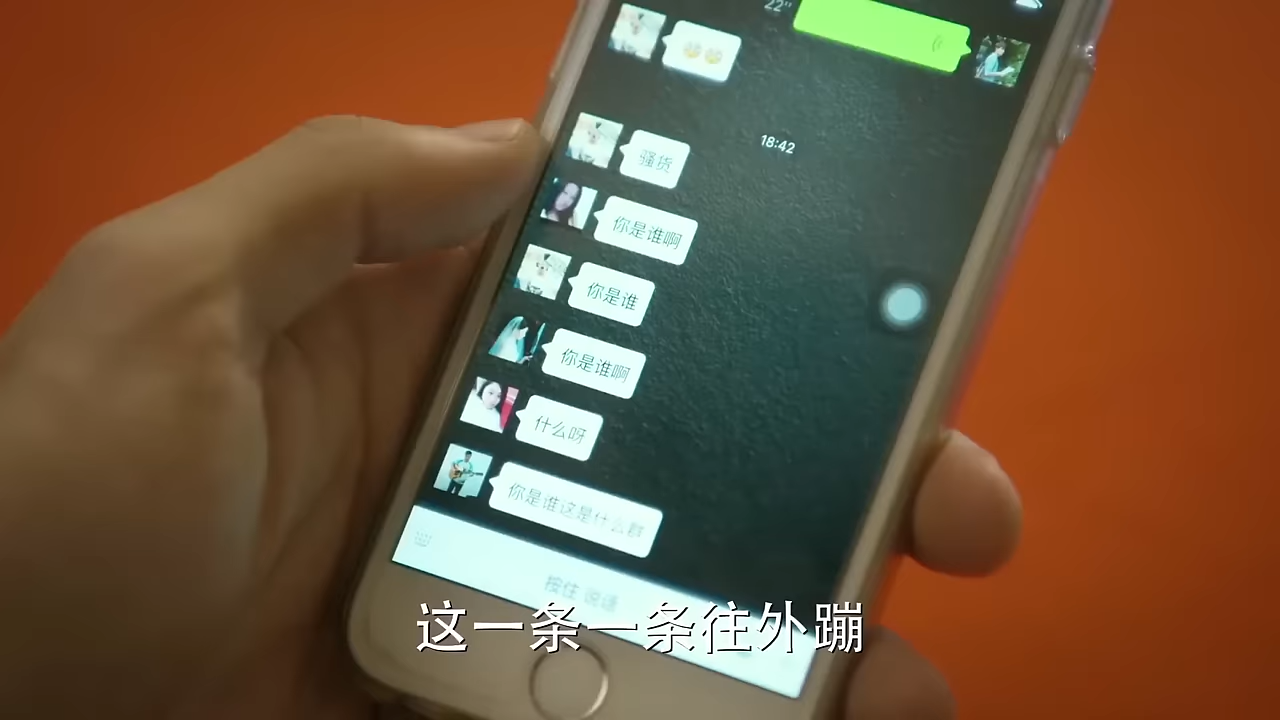 22"
18:42
骚货
你是谁啊
你是谁
你是谁啊
什么呀
你是谁这是什么群
按住 说话
这一条一条往外蹦